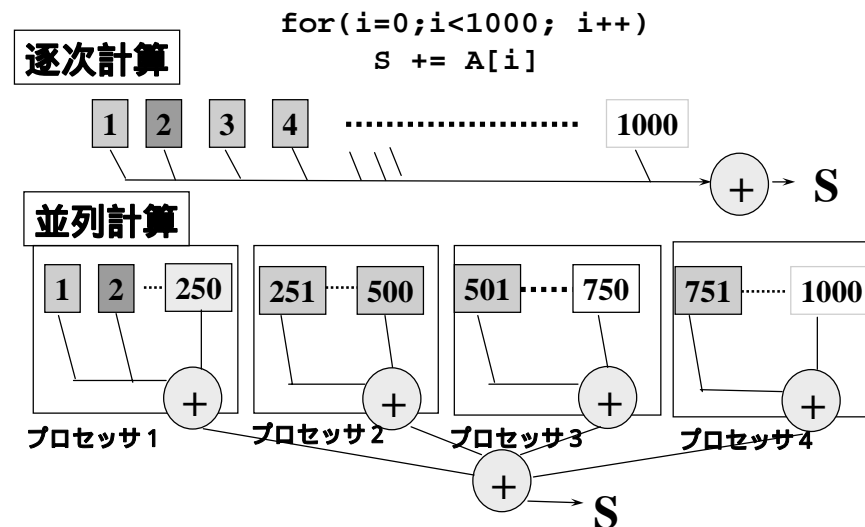 for(i=0;i<1000; i++)
S += A[i]
逐次計算
1 2 3 4 1000
+ S
並列計算
1 2 250 251 500 501 750 751 1000
+ + + +
プロセッサ1 プロセッサ2 プロセッサ3 プロセッサ4
+
S